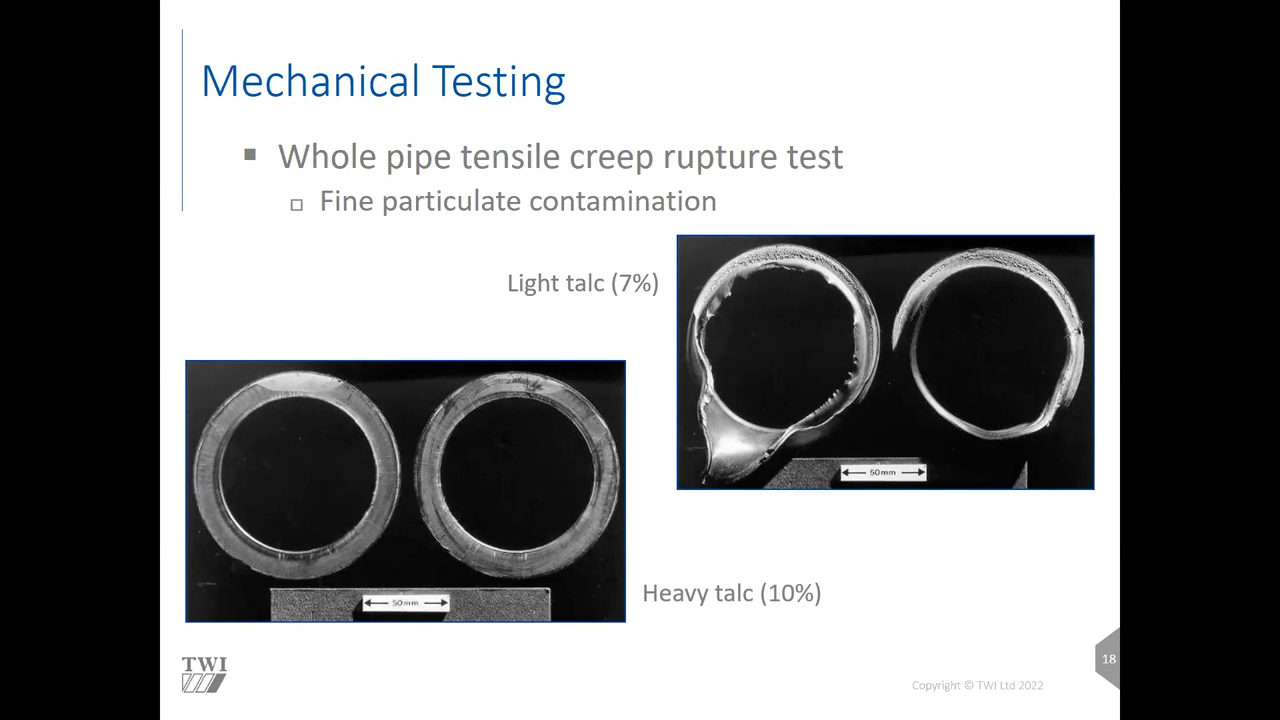 Mechanical Testing
Whole pipe tensile creep rupture test
Fine particulate contamination
Light talc (7%)
50mm
50mm
Heavy talc (10%)
TWI
18
Copyright © TWI Ltd 2022